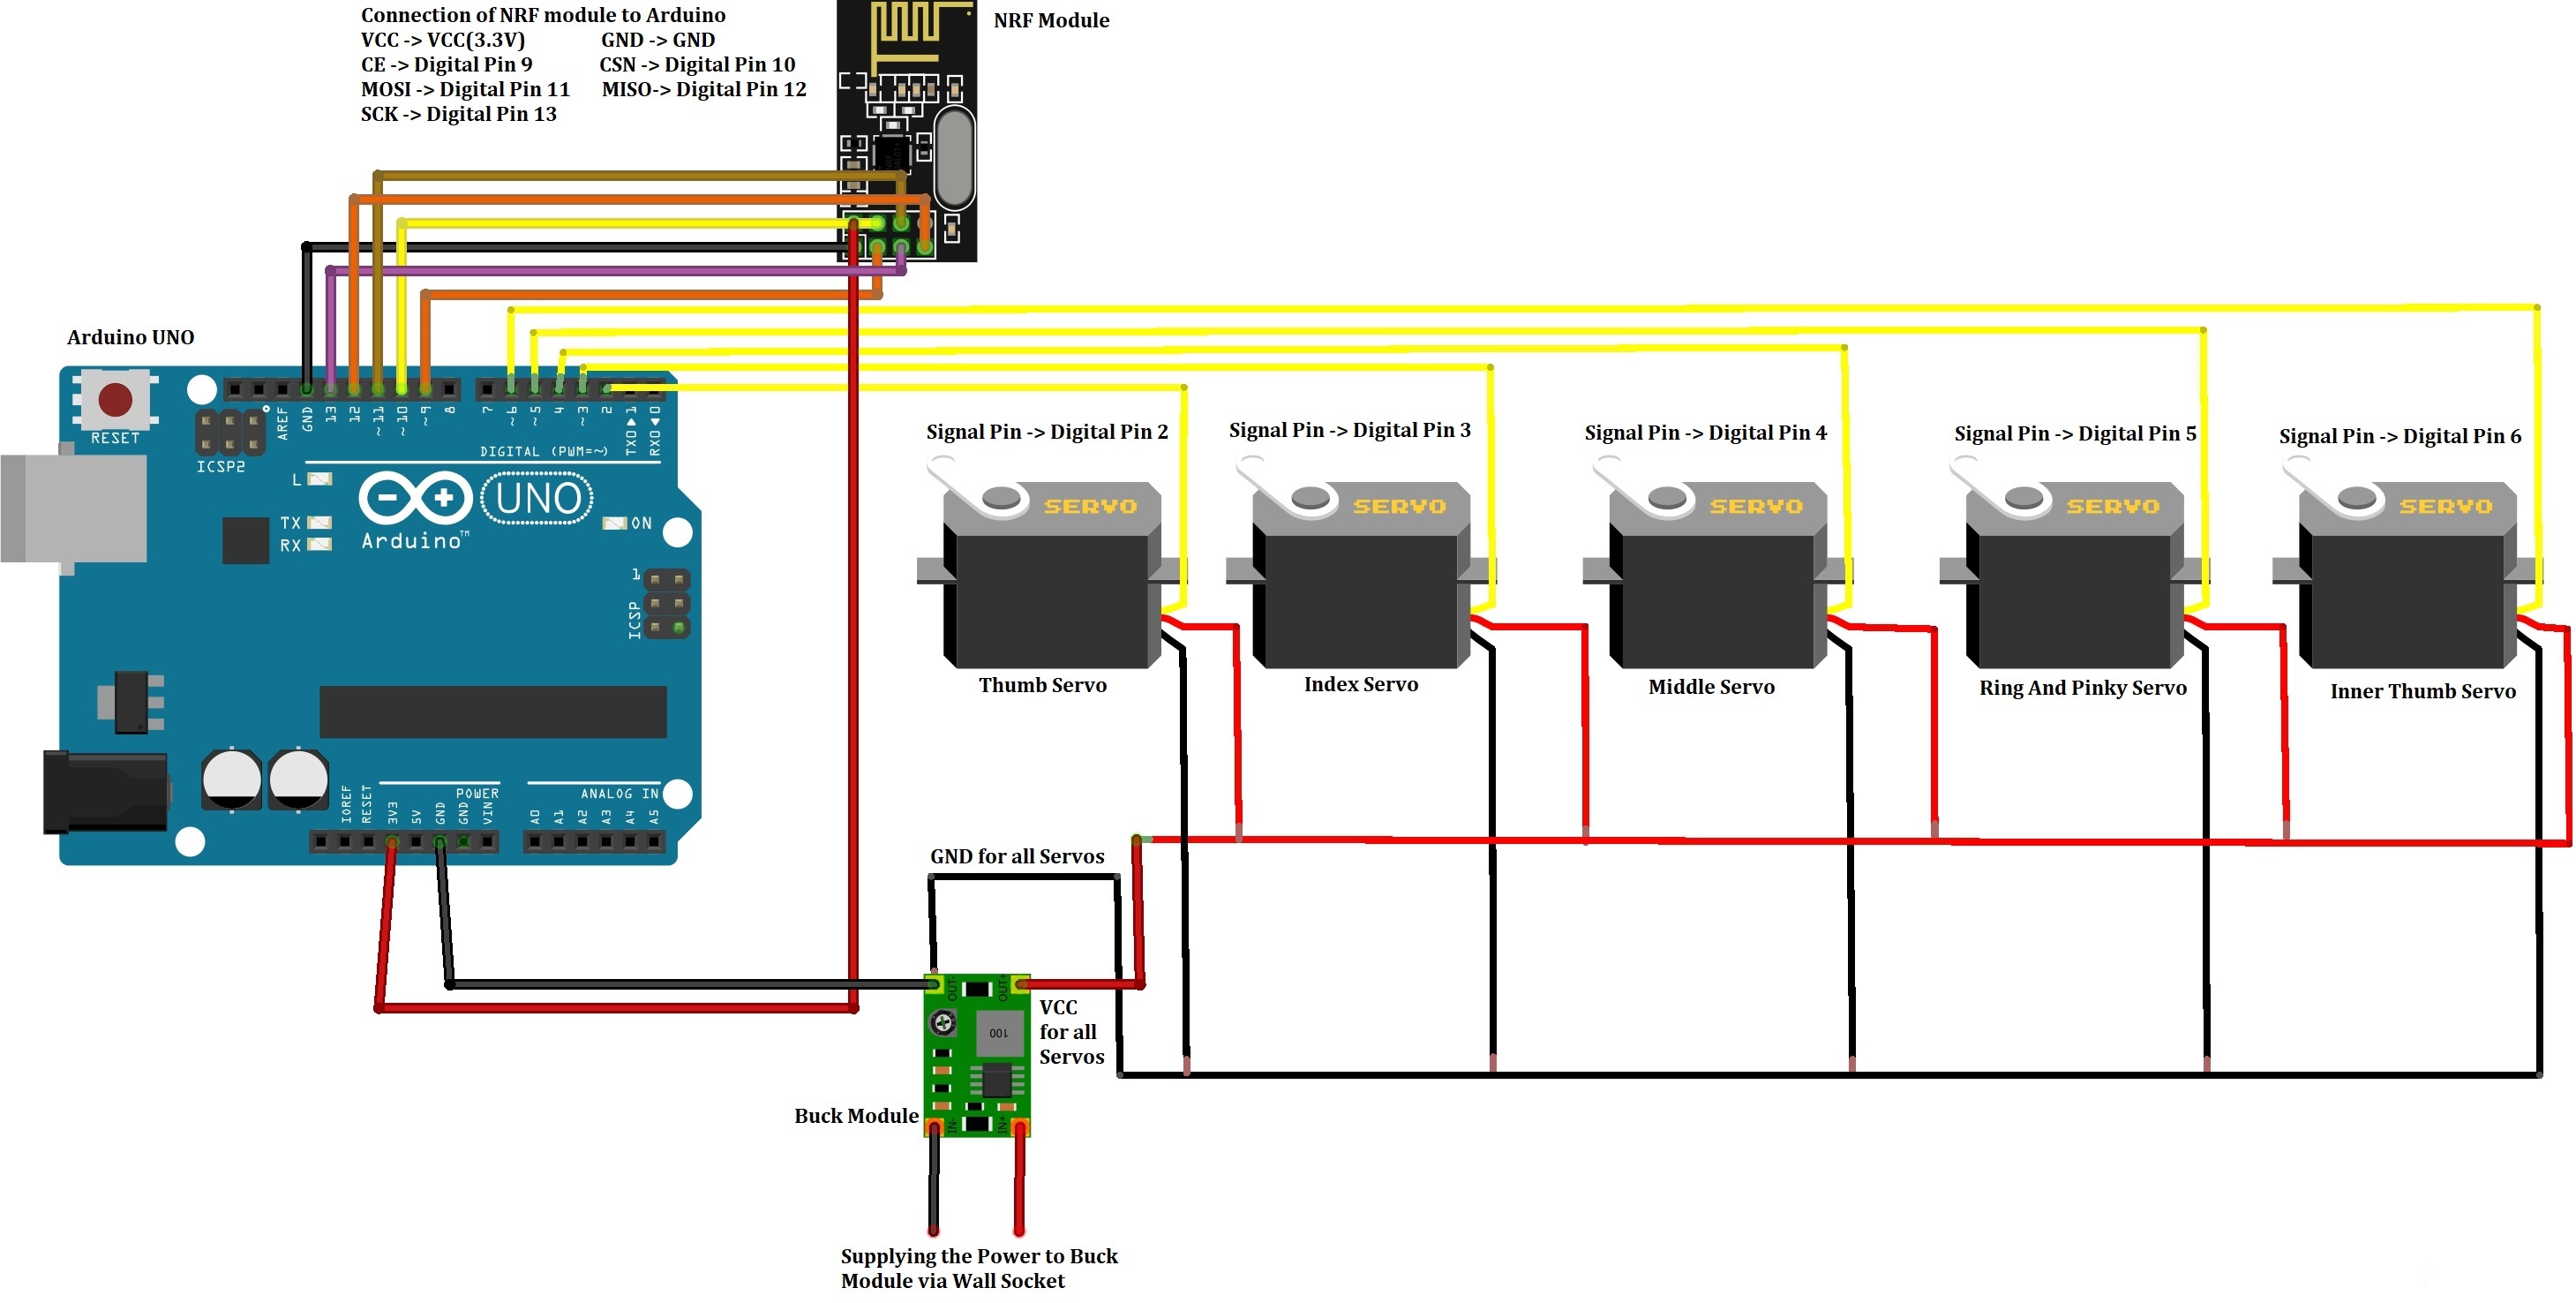 Connection of NRF module to Arduino
VCC -> VCC(3.3V) GND -> GND
CE -> Digital Pin 9 CSN -> Digital Pin 10
MOSI -> Digital Pin 11 MISO-> Digital Pin 12
SCK -> Digital Pin 13
NRF Module
Arduino UNO
RESET
ICSP2
AREF
GND
13
12
~11
~10
~9
8
7
~6
~5
4
~3
2
TX0 ▶ 1
RX0 ◀ 0
DIGITAL (PWM=~)
L
TX
RX
UNO
Arduino™
ON
1
ICSP
IOREF
RESET
3V3
5V
GND
GND
VIN
POWER
ANALOG IN
A0
A1
A2
A3
A4
A5
Signal Pin -> Digital Pin 2
Signal Pin -> Digital Pin 3
Signal Pin -> Digital Pin 4
Signal Pin -> Digital Pin 5
Signal Pin -> Digital Pin 6
SERVO
SERVO
SERVO
SERVO
SERVO
Thumb Servo
Index Servo
Middle Servo
Ring And Pinky Servo
Inner Thumb Servo
GND for all Servos
OUT-
OUT+
VCC
for all
Servos
100
IN-
IN+
Buck Module
Supplying the Power to Buck
Module via Wall Socket